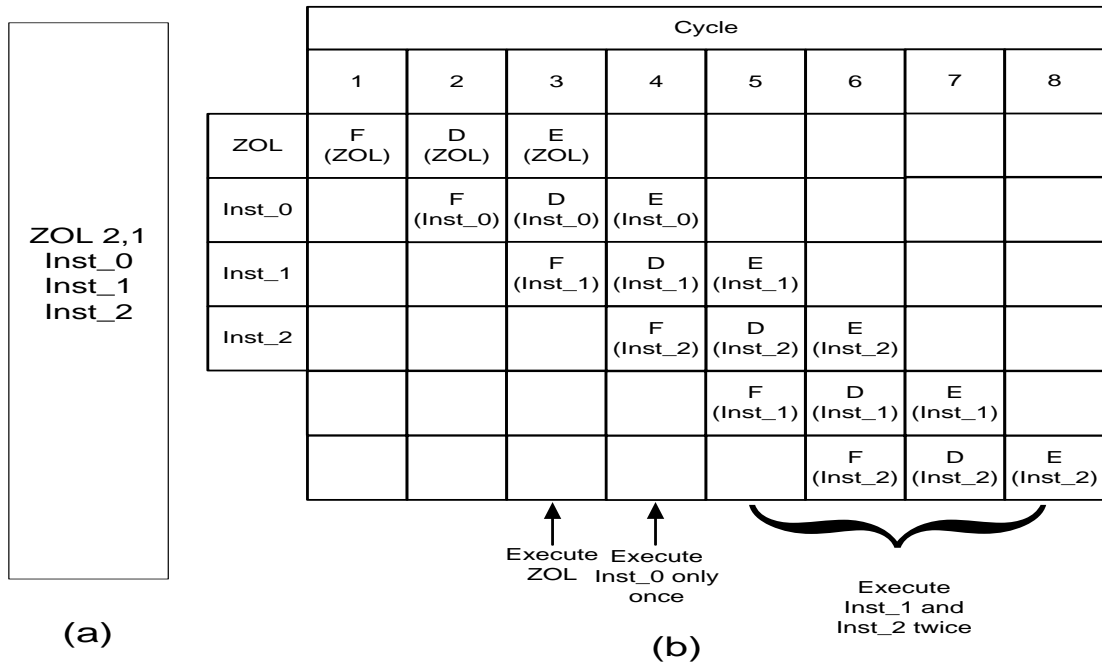 ZOL 2,1
Inst_0
Inst_1
Inst_2
(a)
Cycle
1 2 3 4 5 6 7 8
ZOL
F
(ZOL)
D
(ZOL)
E
(ZOL)
Inst_0
F
(Inst_0)
D
(Inst_0)
E
(Inst_0)
Inst_1
F
(Inst_1)
D
(Inst_1)
E
(Inst_1)
Inst_2
F
(Inst_2)
D
(Inst_2)
E
(Inst_2)
F
(Inst_1)
D
(Inst_1)
E
(Inst_1)
F
(Inst_2)
D
(Inst_2)
E
(Inst_2)
Execute
ZOL
Execute
Inst_0 only
once
Execute
Inst_1 and
Inst_2 twice
(b)